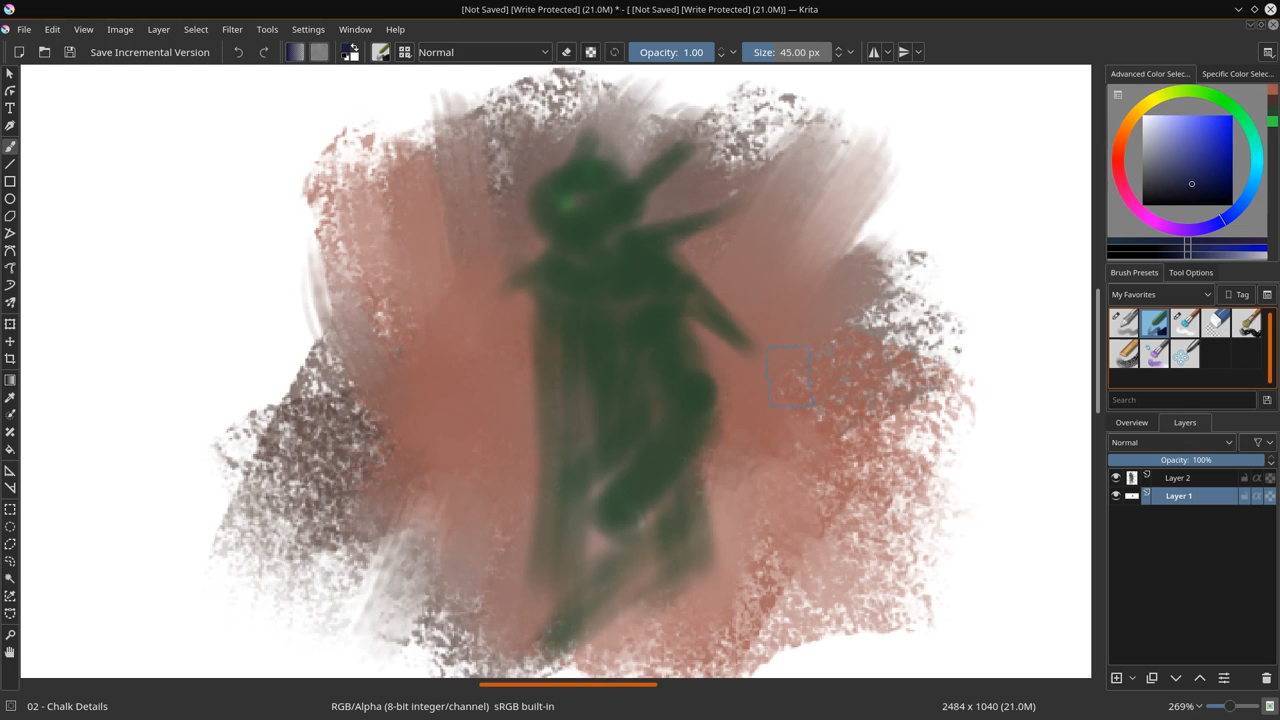 [Not Saved] [Write Protected] (21.0M) * - [ [Not Saved] [Write Protected] (21.0M)] — Krita
File Edit View Image Layer Select Filter Tools Settings Window Help
Save Incremental Version Normal Opacity: 1.00 Size: 45.00 px
Advanced Color Selec... Specific Color Selec...
Brush Presets Tool Options
My Favorites Tag
Search
Overview Layers
Normal
Opacity: 100%
Layer 2
Layer 1
02 - Chalk Details RGB/Alpha (8-bit integer/channel) sRGB built-in 2484 x 1040 (21.0M) 269%